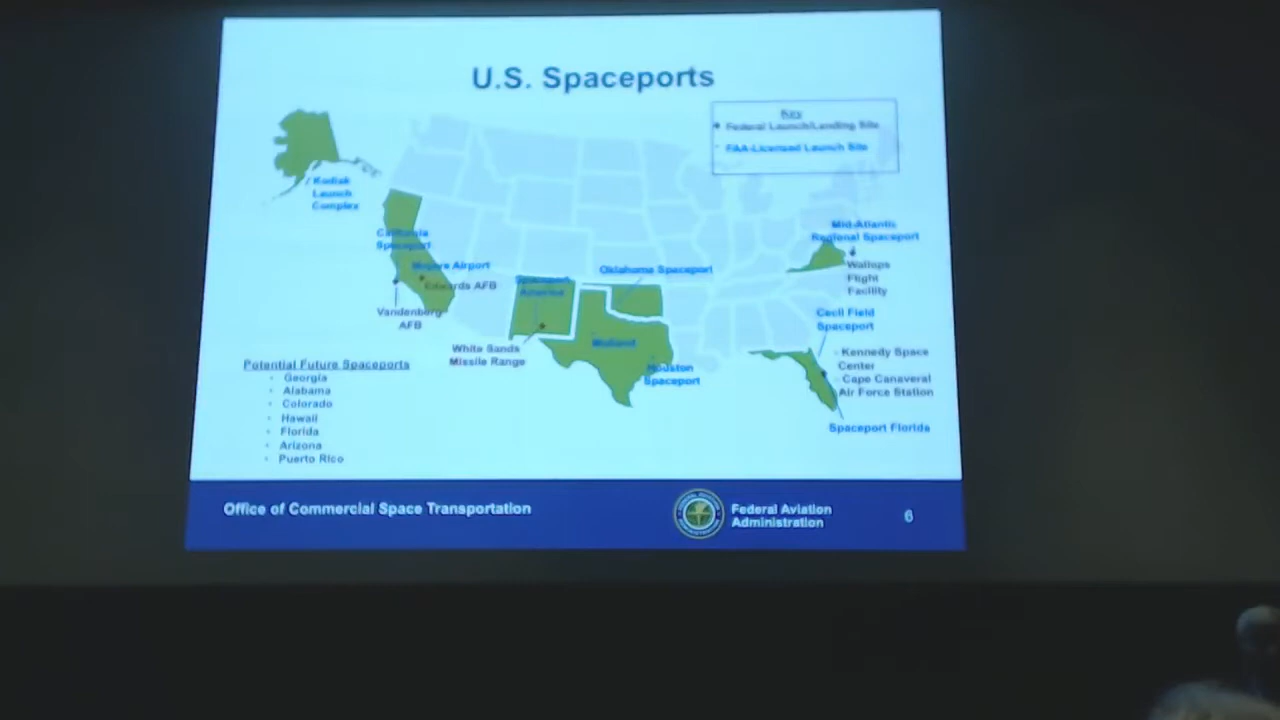 U.S. Spaceports
Key
Federal Launch/Landing Site
FAA-Licensed Launch Site
Kodiak
Launch
Complex
California
Spaceport
Mojave Airport
Edwards AFB
Vandenberg
AFB
Spaceport
America
White Sands
Missile Range
Oklahoma Spaceport
Midland
Houston
Spaceport
Mid-Atlantic
Regional Spaceport
Wallops
Flight
Facility
Cecil Field
Spaceport
Kennedy Space
Center
Cape Canaveral
Air Force Station
Spaceport Florida
Potential Future Spaceports
Georgia
Alabama
Colorado
Hawaii
Florida
Arizona
Puerto Rico
Office of Commercial Space Transportation
Federal Aviation
Administration
6